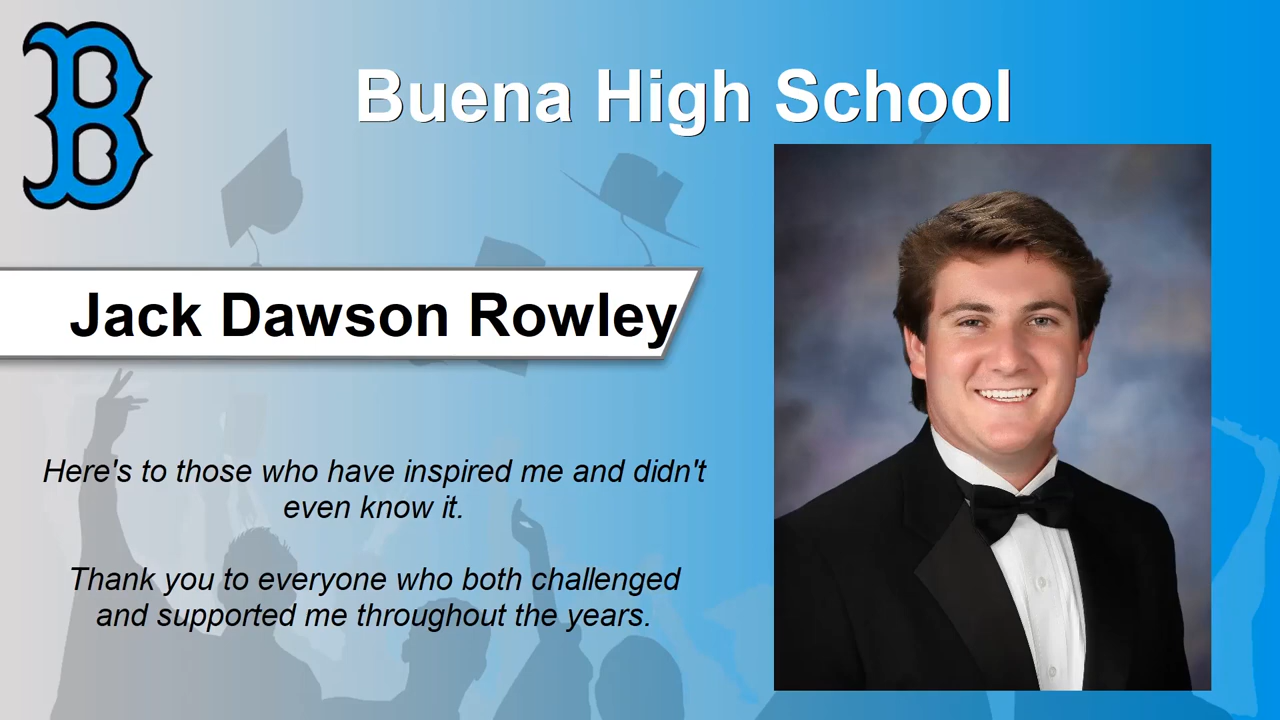 B
Buena High School
Jack Dawson Rowley
Here's to those who have inspired me and didn't
even know it.
Thank you to everyone who both challenged
and supported me throughout the years.